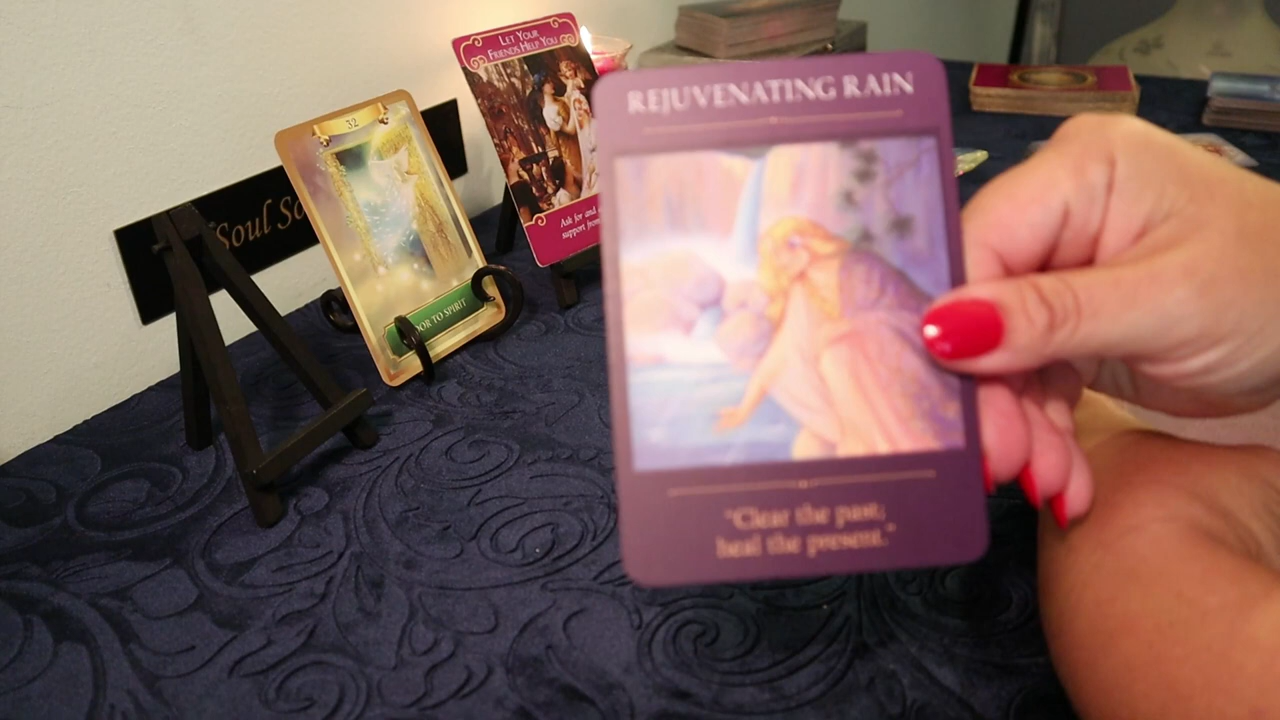 REJUVENATING RAIN
"Clear the past;
heal the present."
LET YOUR
FRIENDS HELP YOU
Ask for and
support from
32
OOR TO SPIRIT
"Soul So